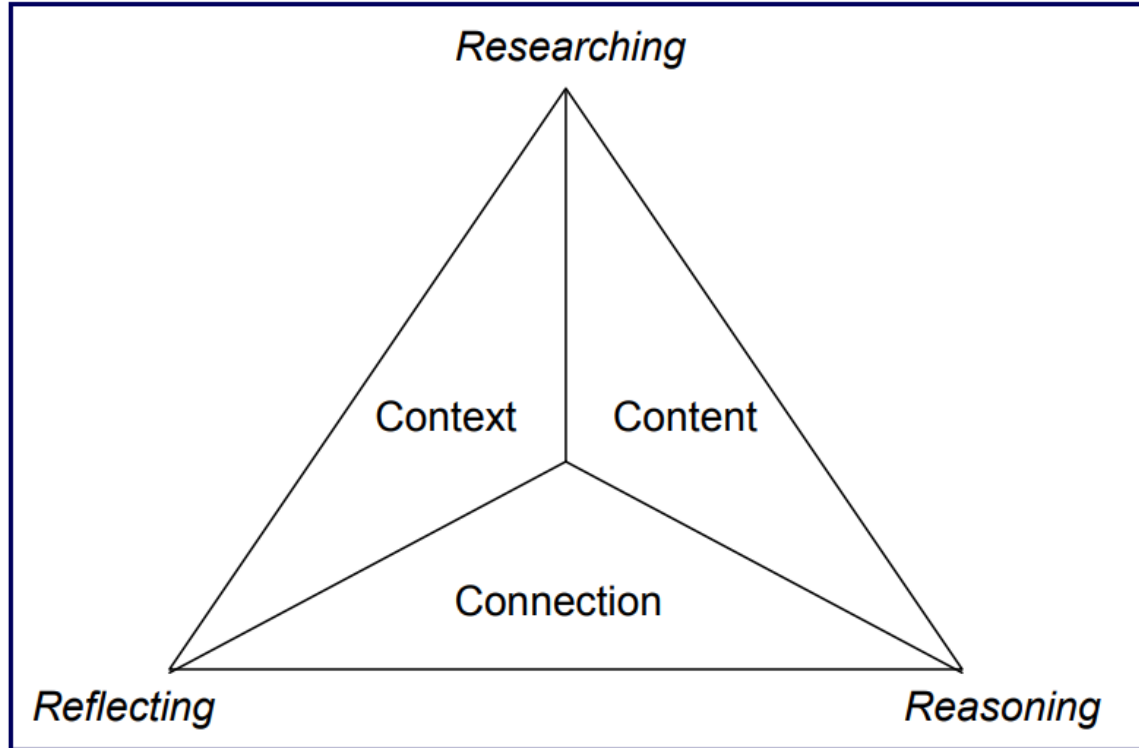 Researching
Context Content
Connection
Reflecting Reasoning